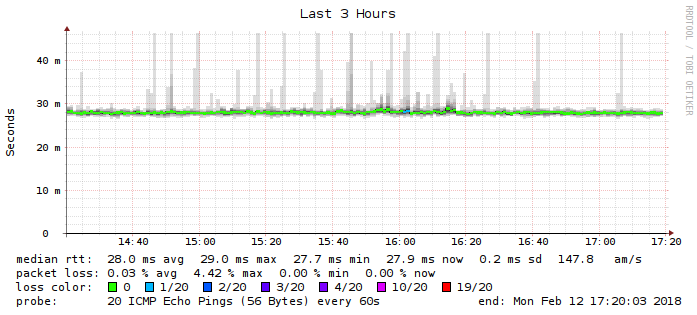 Last 3 Hours
RRDTOOL / TOBI OETIKER
Seconds
40 m
30 m
20 m
10 m
0
14:40 15:00 15:20 15:40 16:00 16:20 16:40 17:00 17:20
median rtt: 28.0 ms avg 29.0 ms max 27.7 ms min 27.9 ms now 0.2 ms sd 147.8 am/s
packet loss: 0.03 % avg 4.42 % max 0.00 % min 0.00 % now
loss color: 0 1/20 2/20 3/20 4/20 10/20 19/20
probe: 20 ICMP Echo Pings (56 Bytes) every 60s end: Mon Feb 12 17:20:03 2018